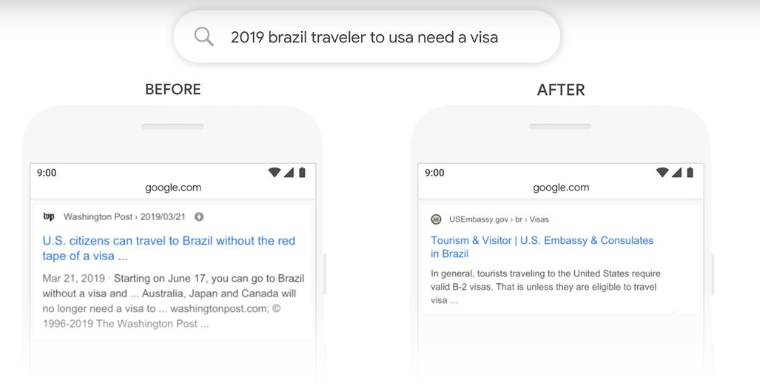 2019 brazil traveler to usa need a visa
BEFORE
9:00
google.com
wp Washington Post › 2019/03/21
U.S. citizens can travel to Brazil without the red
tape of a visa ...
Mar 21, 2019 · Starting on June 17, you can go to Brazil
without a visa and ... Australia, Japan and Canada will
no longer need a visa to ... washingtonpost.com; ©
1996-2019 The Washington Post ...
AFTER
9:00
google.com
USEmbassy.gov › br › Visas
Tourism & Visitor | U.S. Embassy & Consulates
in Brazil
In general, tourists traveling to the United States require
valid B-2 visas. That is unless they are eligible to travel
visa ...